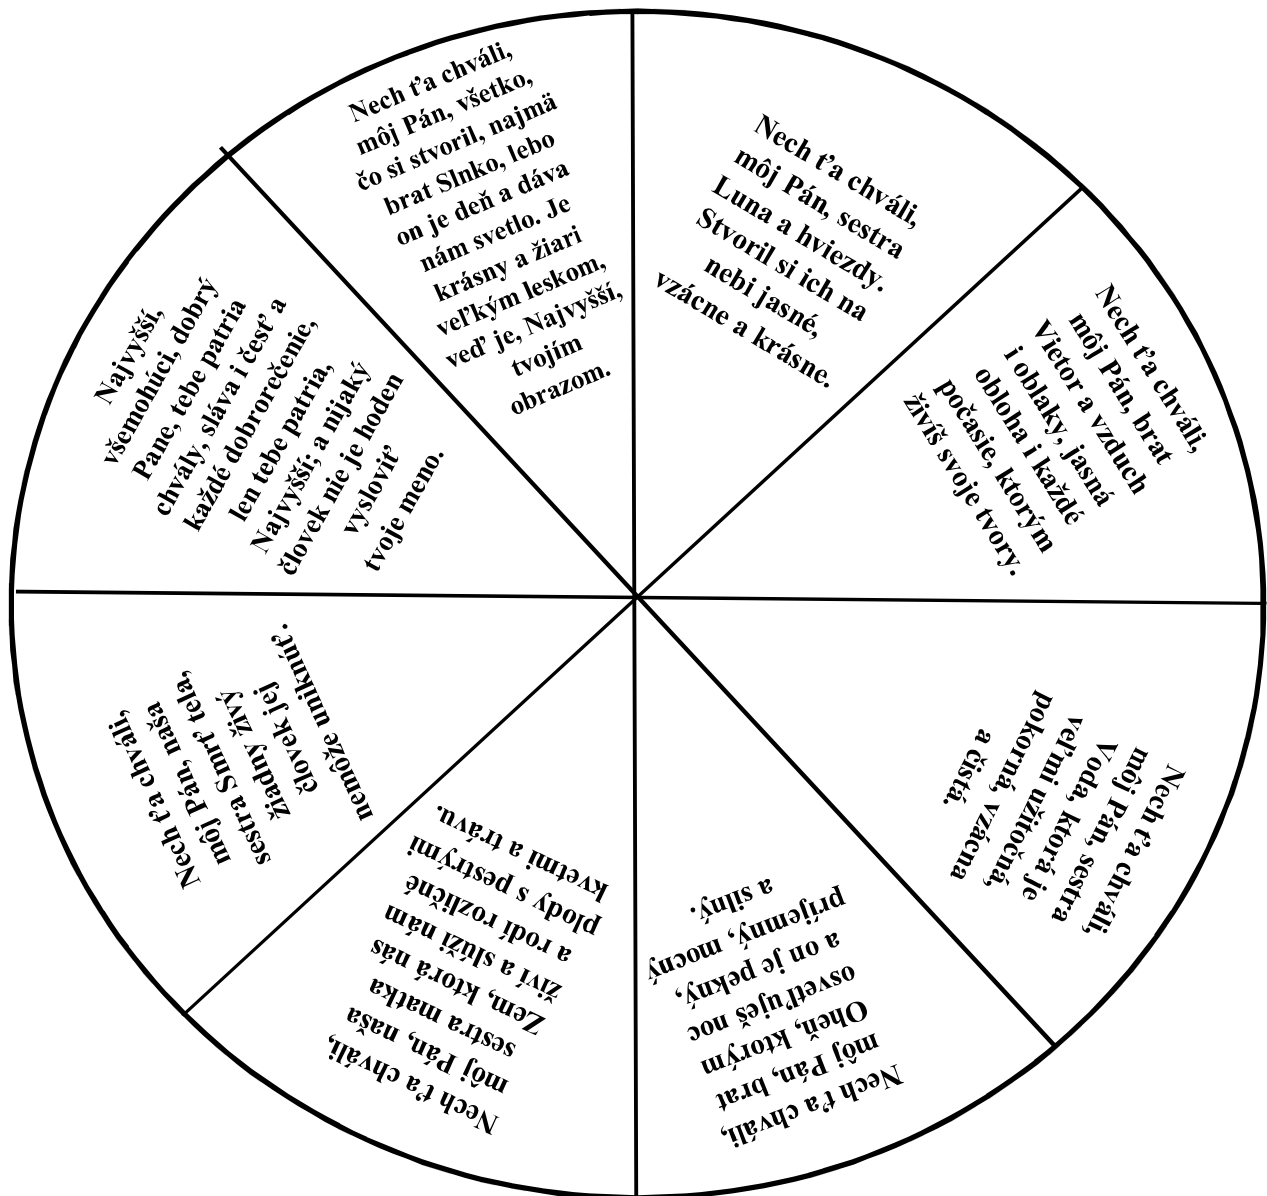 Najvyšší,
všemohúci, dobrý
Pane, tebe patria
chvály, sláva i česť a
každé dobrorečenie,
len tebe patria,
Najvyšší; a nijaký
človek nie je hoden
vysloviť
tvoje meno.
Nech ťa chváli,
môj Pán, všetko,
čo si stvoril, najmä
brat Slnko, lebo
on je deň a dáva
nám svetlo. Je
krásny a žiari
veľkým leskom,
veď je, Najvyšší,
tvojím
obrazom.
Nech ťa chváli,
môj Pán, sestra
Luna a hviezdy.
Stvoril si ich na
nebi jasné,
vzácne a krásne.
Nech ťa chváli,
môj Pán, brat
Vietor a vzduch
i oblaky, jasná
obloha i každé
počasie, ktorým
živíš svoje tvory.
Nech ťa chváli,
môj Pán, sestra
Voda, ktorá je
veľmi užitočná,
pokorná, vzácna
a čistá.
Nech ťa chváli,
môj Pán, brat
Oheň, ktorým
osvetľuješ noc
a on je pekný,
príjemný, mocný
a silný.
Nech ťa chváli,
môj Pán, naša
sestra matka
Zem, ktorá nás
živí a slúži nám
a rodí rozličné
plody s pestrými
kvetmi a trávu.
Nech ťa chváli,
môj Pán, naša
sestra Smrť tela,
žiadny živý
človek jej
nemôže uniknúť.